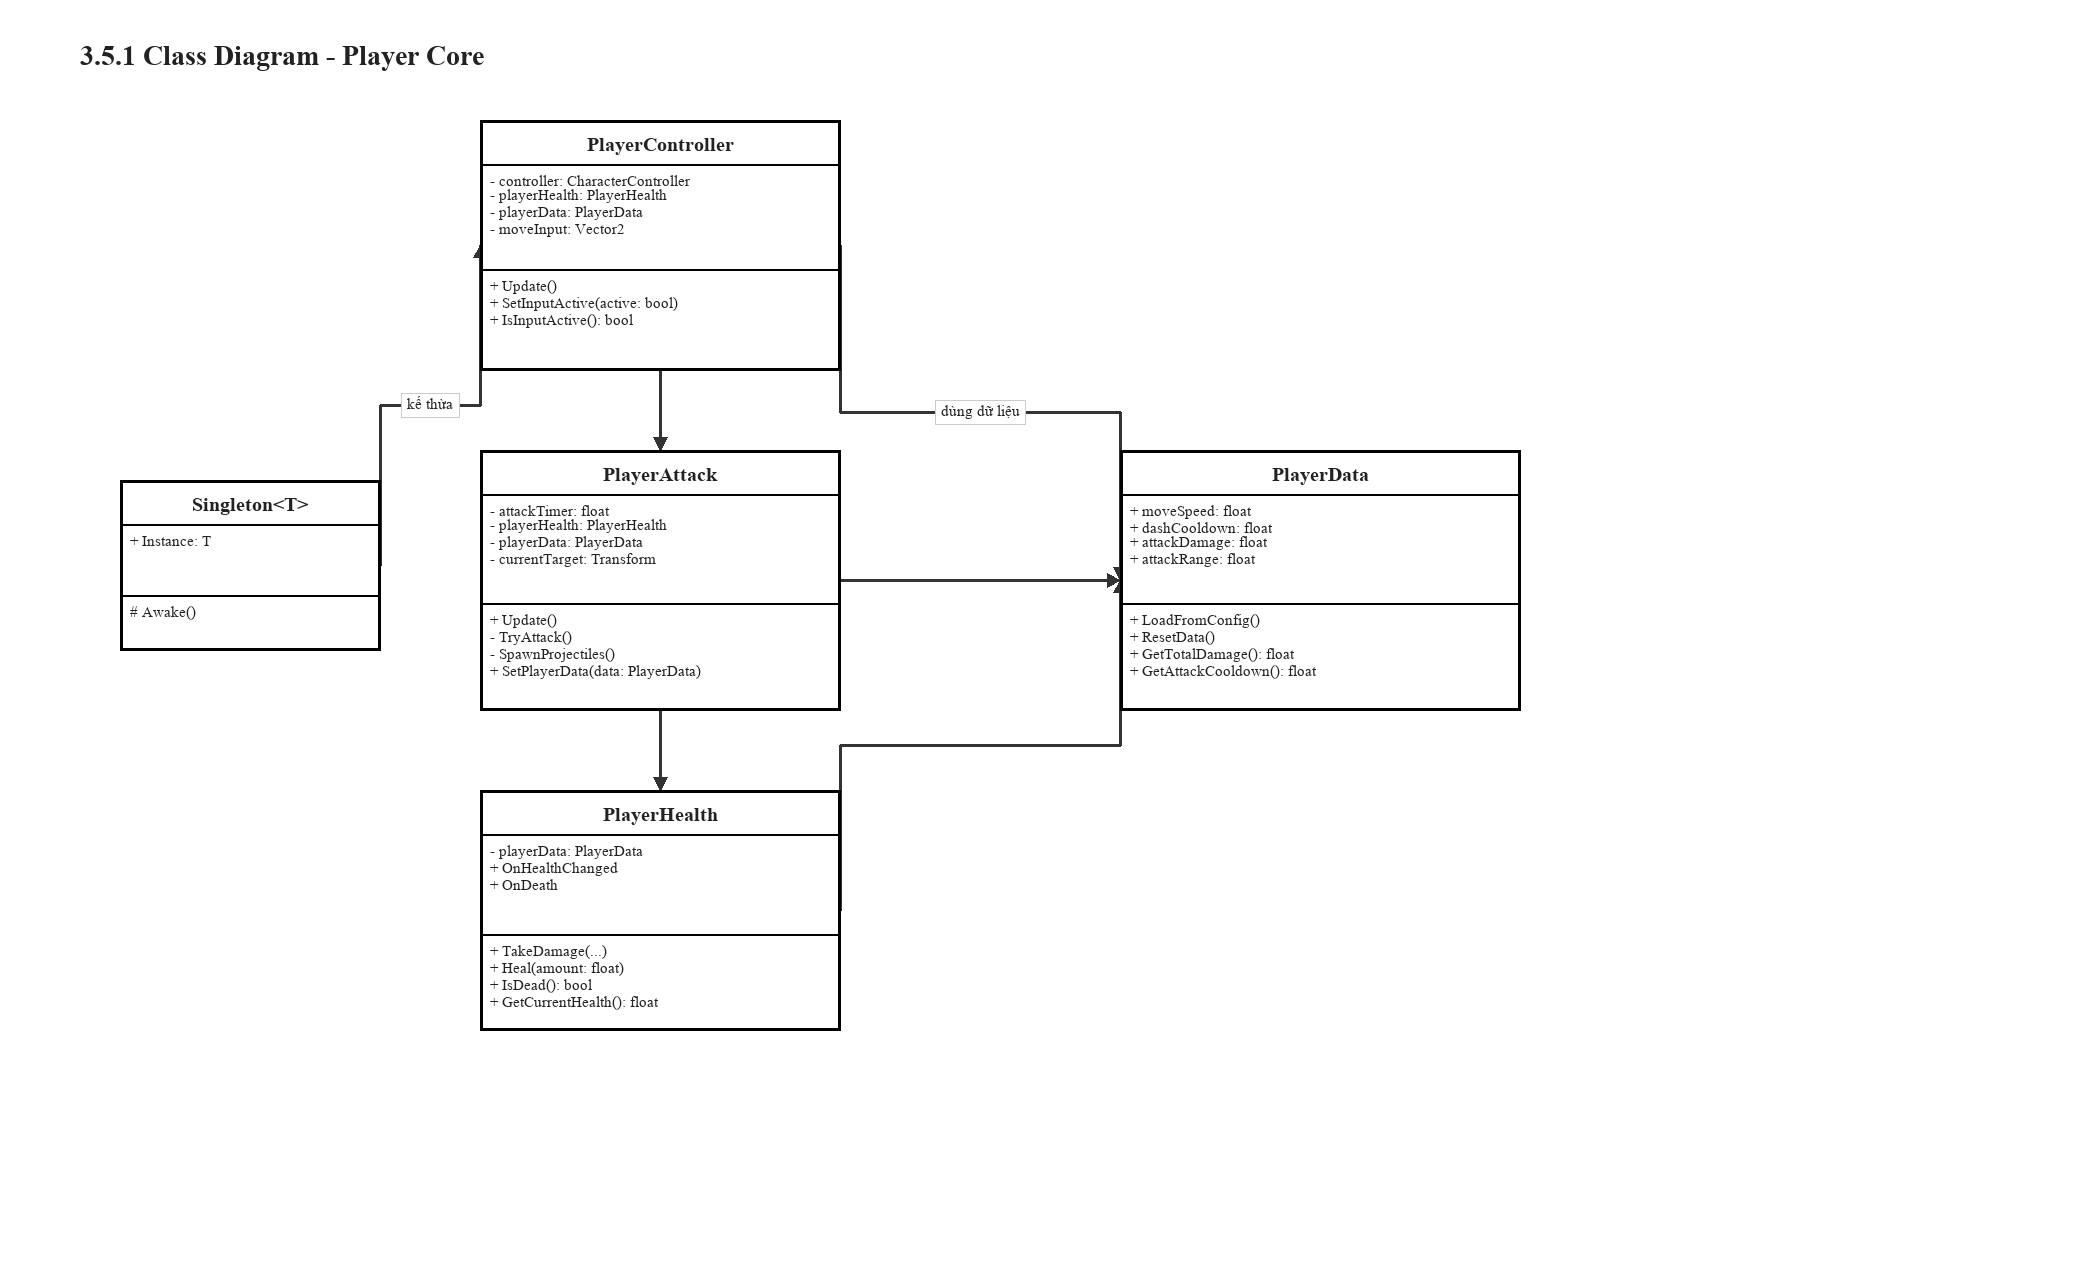 3.5.1 Class Diagram - Player Core
PlayerController
- controller: CharacterController
- playerHealth: PlayerHealth
- playerData: PlayerData
- moveInput: Vector2
+ Update()
+ SetInputActive(active: bool)
+ IsInputActive(): bool
kế thừa
dùng dữ liệu
Singleton<T>
+ Instance: T
# Awake()
PlayerAttack
- attackTimer: float
- playerHealth: PlayerHealth
- playerData: PlayerData
- currentTarget: Transform
+ Update()
- TryAttack()
- SpawnProjectiles()
+ SetPlayerData(data: PlayerData)
PlayerData
+ moveSpeed: float
+ dashCooldown: float
+ attackDamage: float
+ attackRange: float
+ LoadFromConfig()
+ ResetData()
+ GetTotalDamage(): float
+ GetAttackCooldown(): float
PlayerHealth
- playerData: PlayerData
+ OnHealthChanged
+ OnDeath
+ TakeDamage(...)
+ Heal(amount: float)
+ IsDead(): bool
+ GetCurrentHealth(): float